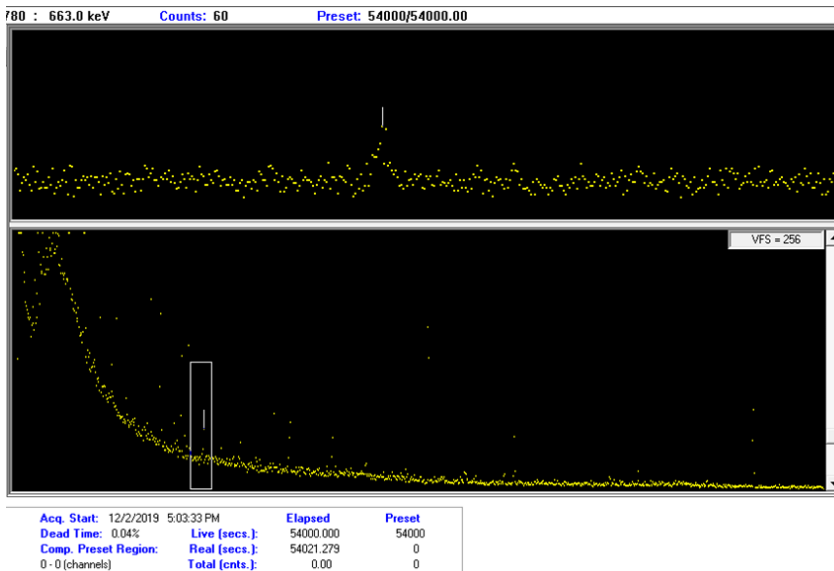 780 : 663.0 keV Counts: 60 Preset: 54000/54000.00
VFS = 256
Acq. Start: 12/2/2019 5:03:33 PM Elapsed Preset
Dead Time: 0.04% Live (secs.): 54000.000 54000
Comp. Preset Region: Real (secs.): 54021.279 0
0 - 0 (channels) Total (cnts.): 0.00 0